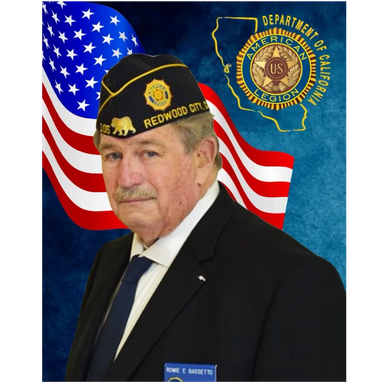 DEPARTMENT OF CALIFORNIA
AMERICAN
US
LEGION
105
REDWOOD CITY, C